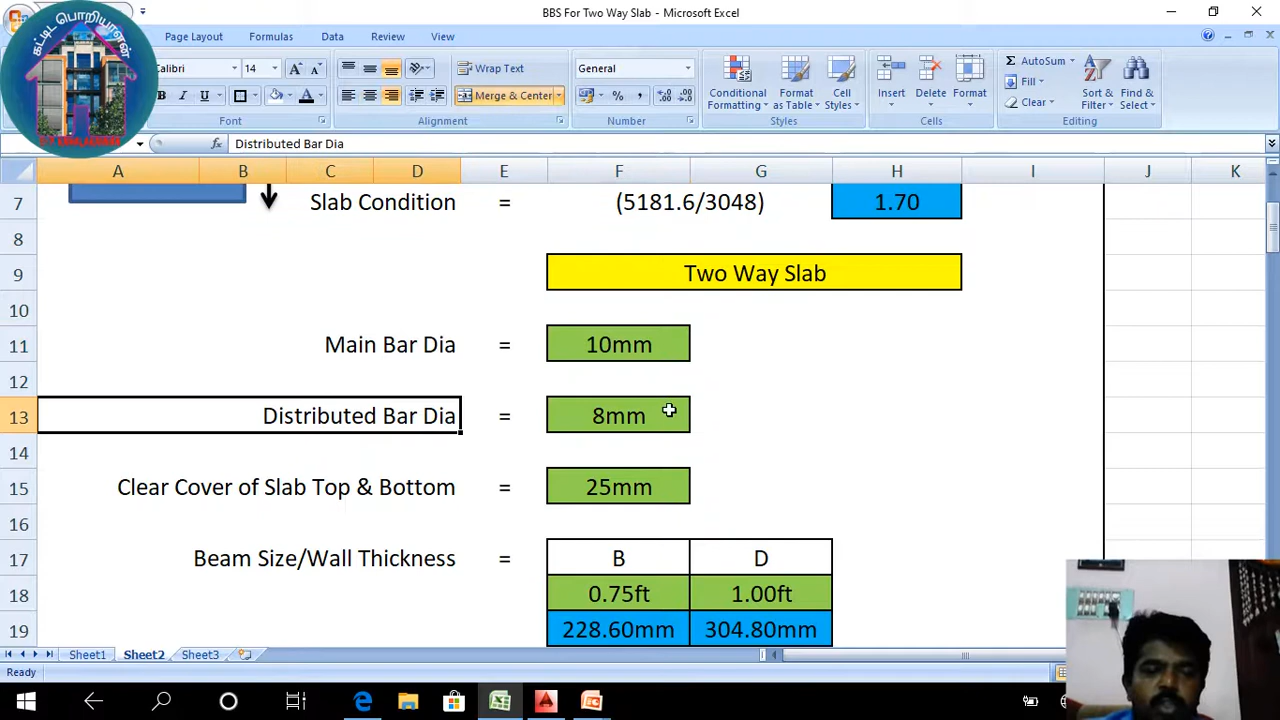 BBS For Two Way Slab - Microsoft Excel
கட்டிட பொறியாளன்
Page Layout Formulas Data Review View
Calibri 14 A A Wrap Text General Conditional Formatting Format as Table Cell Styles Insert Delete Format Σ AutoSum Fill Clear Sort & Filter Find & Select
B I U A Merge & Center % ,
Font Alignment Number Styles Cells Editing
fx Distributed Bar Dia
A B C D E F G H I J K
7 Slab Condition = (5181.6/3048) 1.70
8
9 Two Way Slab
10
11 Main Bar Dia = 10mm
12
13 Distributed Bar Dia = 8mm
14
15 Clear Cover of Slab Top & Bottom = 25mm
16
17 Beam Size/Wall Thickness = B D
18 0.75ft 1.00ft
19 228.60mm 304.80mm
Sheet1 Sheet2 Sheet3
Ready